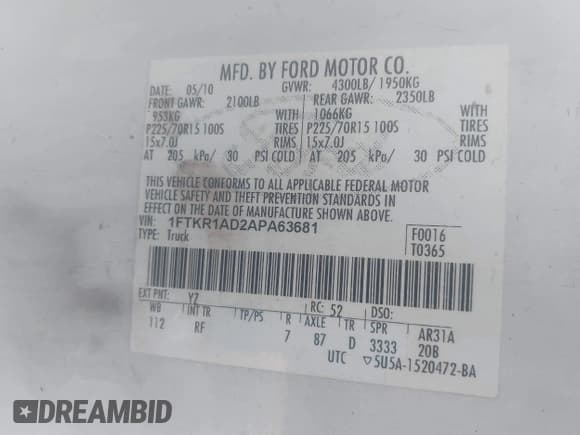 MFD. BY FORD MOTOR CO.
DATE: 05/10 GVWR: 4300LB/ 1950KG
FRONT GAWR: 2100LB REAR GAWR: 2350LB
953KG WITH 1066KG WITH
P225/70R15 100S TIRES P225/70R15 100S TIRES
15x7.0J RIMS 15x7.0J RIMS
AT 205 kPa/ 30 PSI COLD AT 205 kPa/ 30 PSI COLD
THIS VEHICLE CONFORMS TO ALL APPLICABLE FEDERAL MOTOR
VEHICLE SAFETY AND THEFT PREVENTION STANDARDS IN
EFFECT ON THE DATE OF MANUFACTURE SHOWN ABOVE.
VIN: 1FTKR1AD2APA63681
TYPE: Truck
F0016
T0365
EXT PNT: YZ RC: 52 DSO:
WB INT TR TP/PS R AXLE TR SPR AR31A
112 RF 7 87 D 3333 20B
UTC ▽5U5A-1520472-BA
#DREAMBID